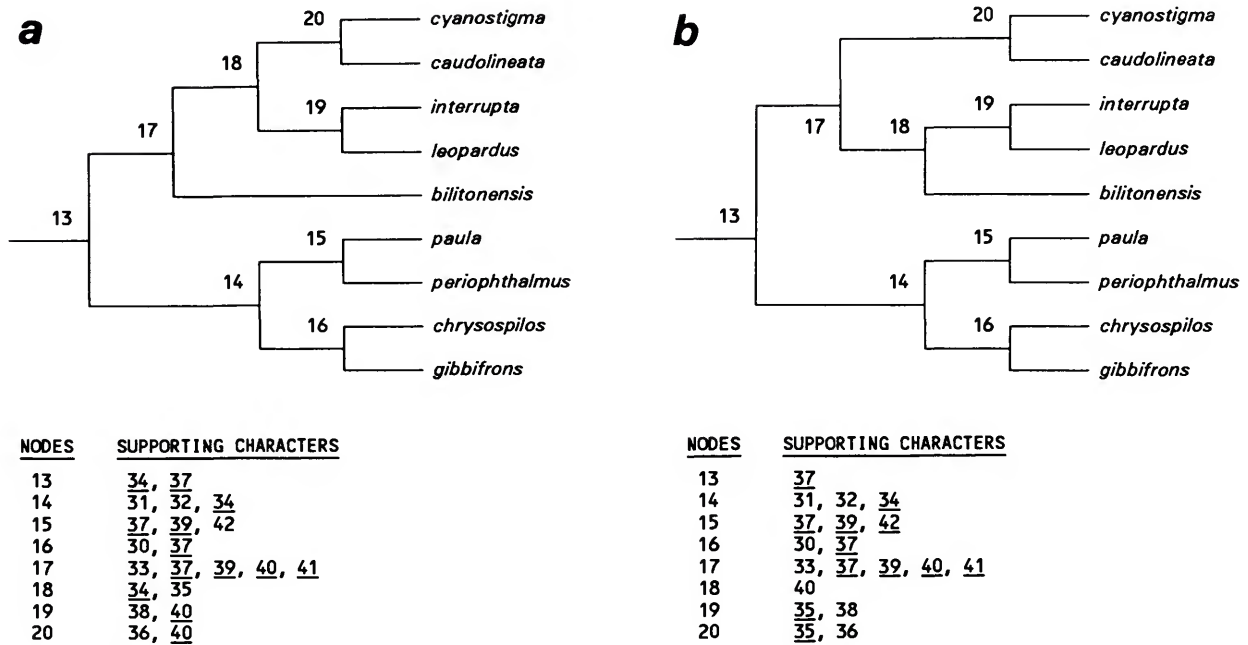 a
20
cyanostigma
caudolineata
18
19
interrupta
leopardus
17
bilitonensis
13
15
paula
periophthalmus
14
16
chrysospilos
gibbifrons
NODES SUPPORTING CHARACTERS
13 34, 37
14 31, 32, 34
15 37, 39, 42
16 30, 37
17 33, 37, 39, 40, 41
18 34, 35
19 38, 40
20 36, 40
b
20
cyanostigma
caudolineata
19
interrupta
17
18
leopardus
bilitonensis
13
15
paula
periophthalmus
14
16
chrysospilos
gibbifrons
NODES SUPPORTING CHARACTERS
13 37
14 31, 32, 34
15 37, 39, 42
16 30, 37
17 33, 37, 39, 40, 41
18 40
19 35, 38
20 35, 36